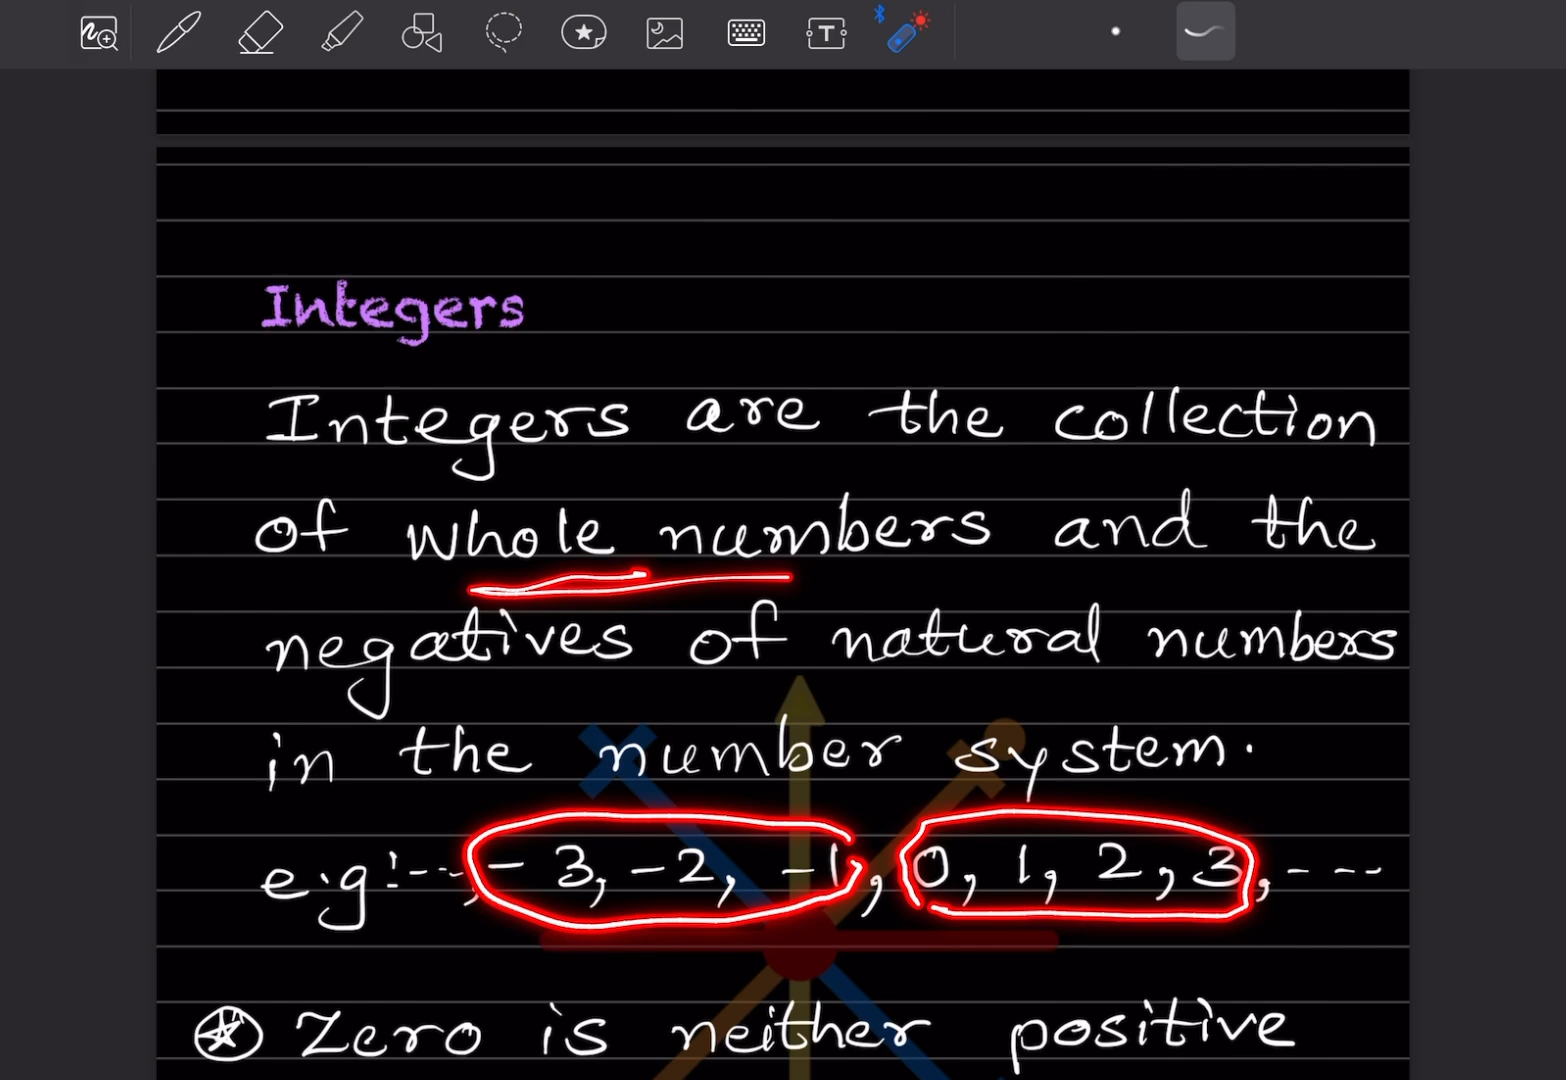 Integers
Integers are the collection
of whole numbers and the
negatives of natural numbers
in the number system.
e.g:--, -3, -2, -1, 0, 1, 2, 3, ---
Zero is neither positive